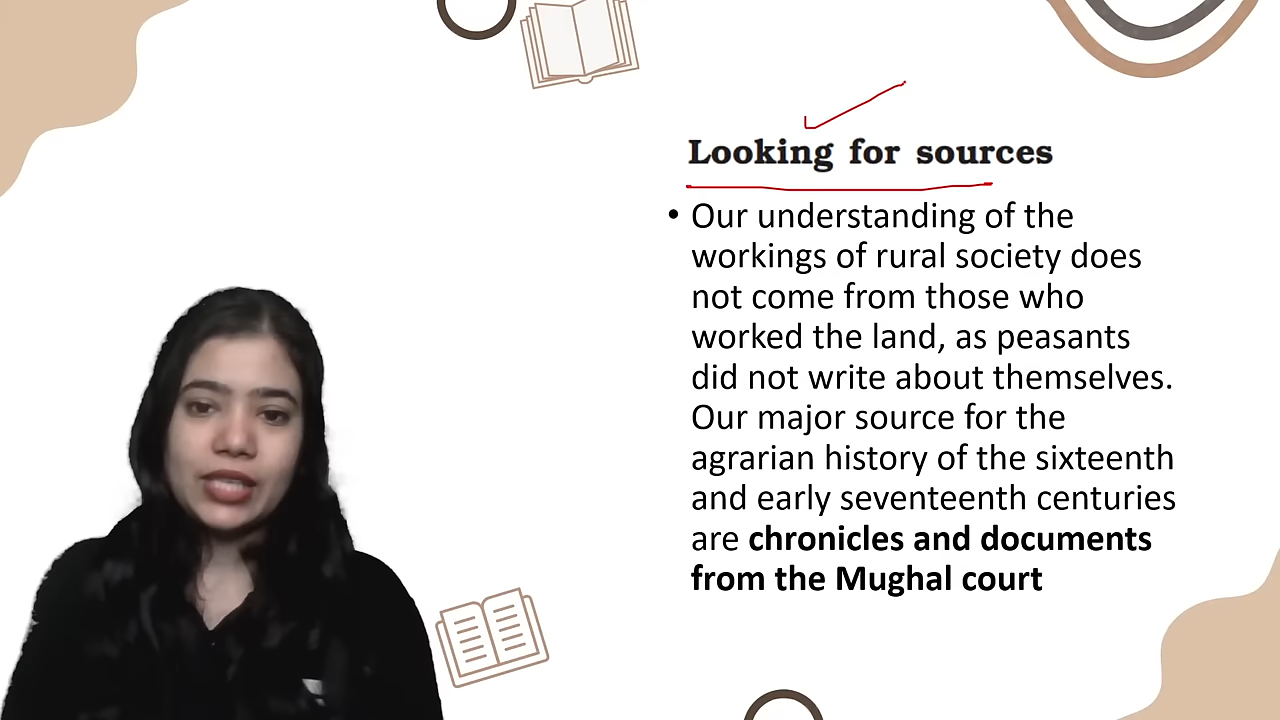 Looking for sources
• Our understanding of the
workings of rural society does
not come from those who
worked the land, as peasants
did not write about themselves.
Our major source for the
agrarian history of the sixteenth
and early seventeenth centuries
are chronicles and documents
from the Mughal court